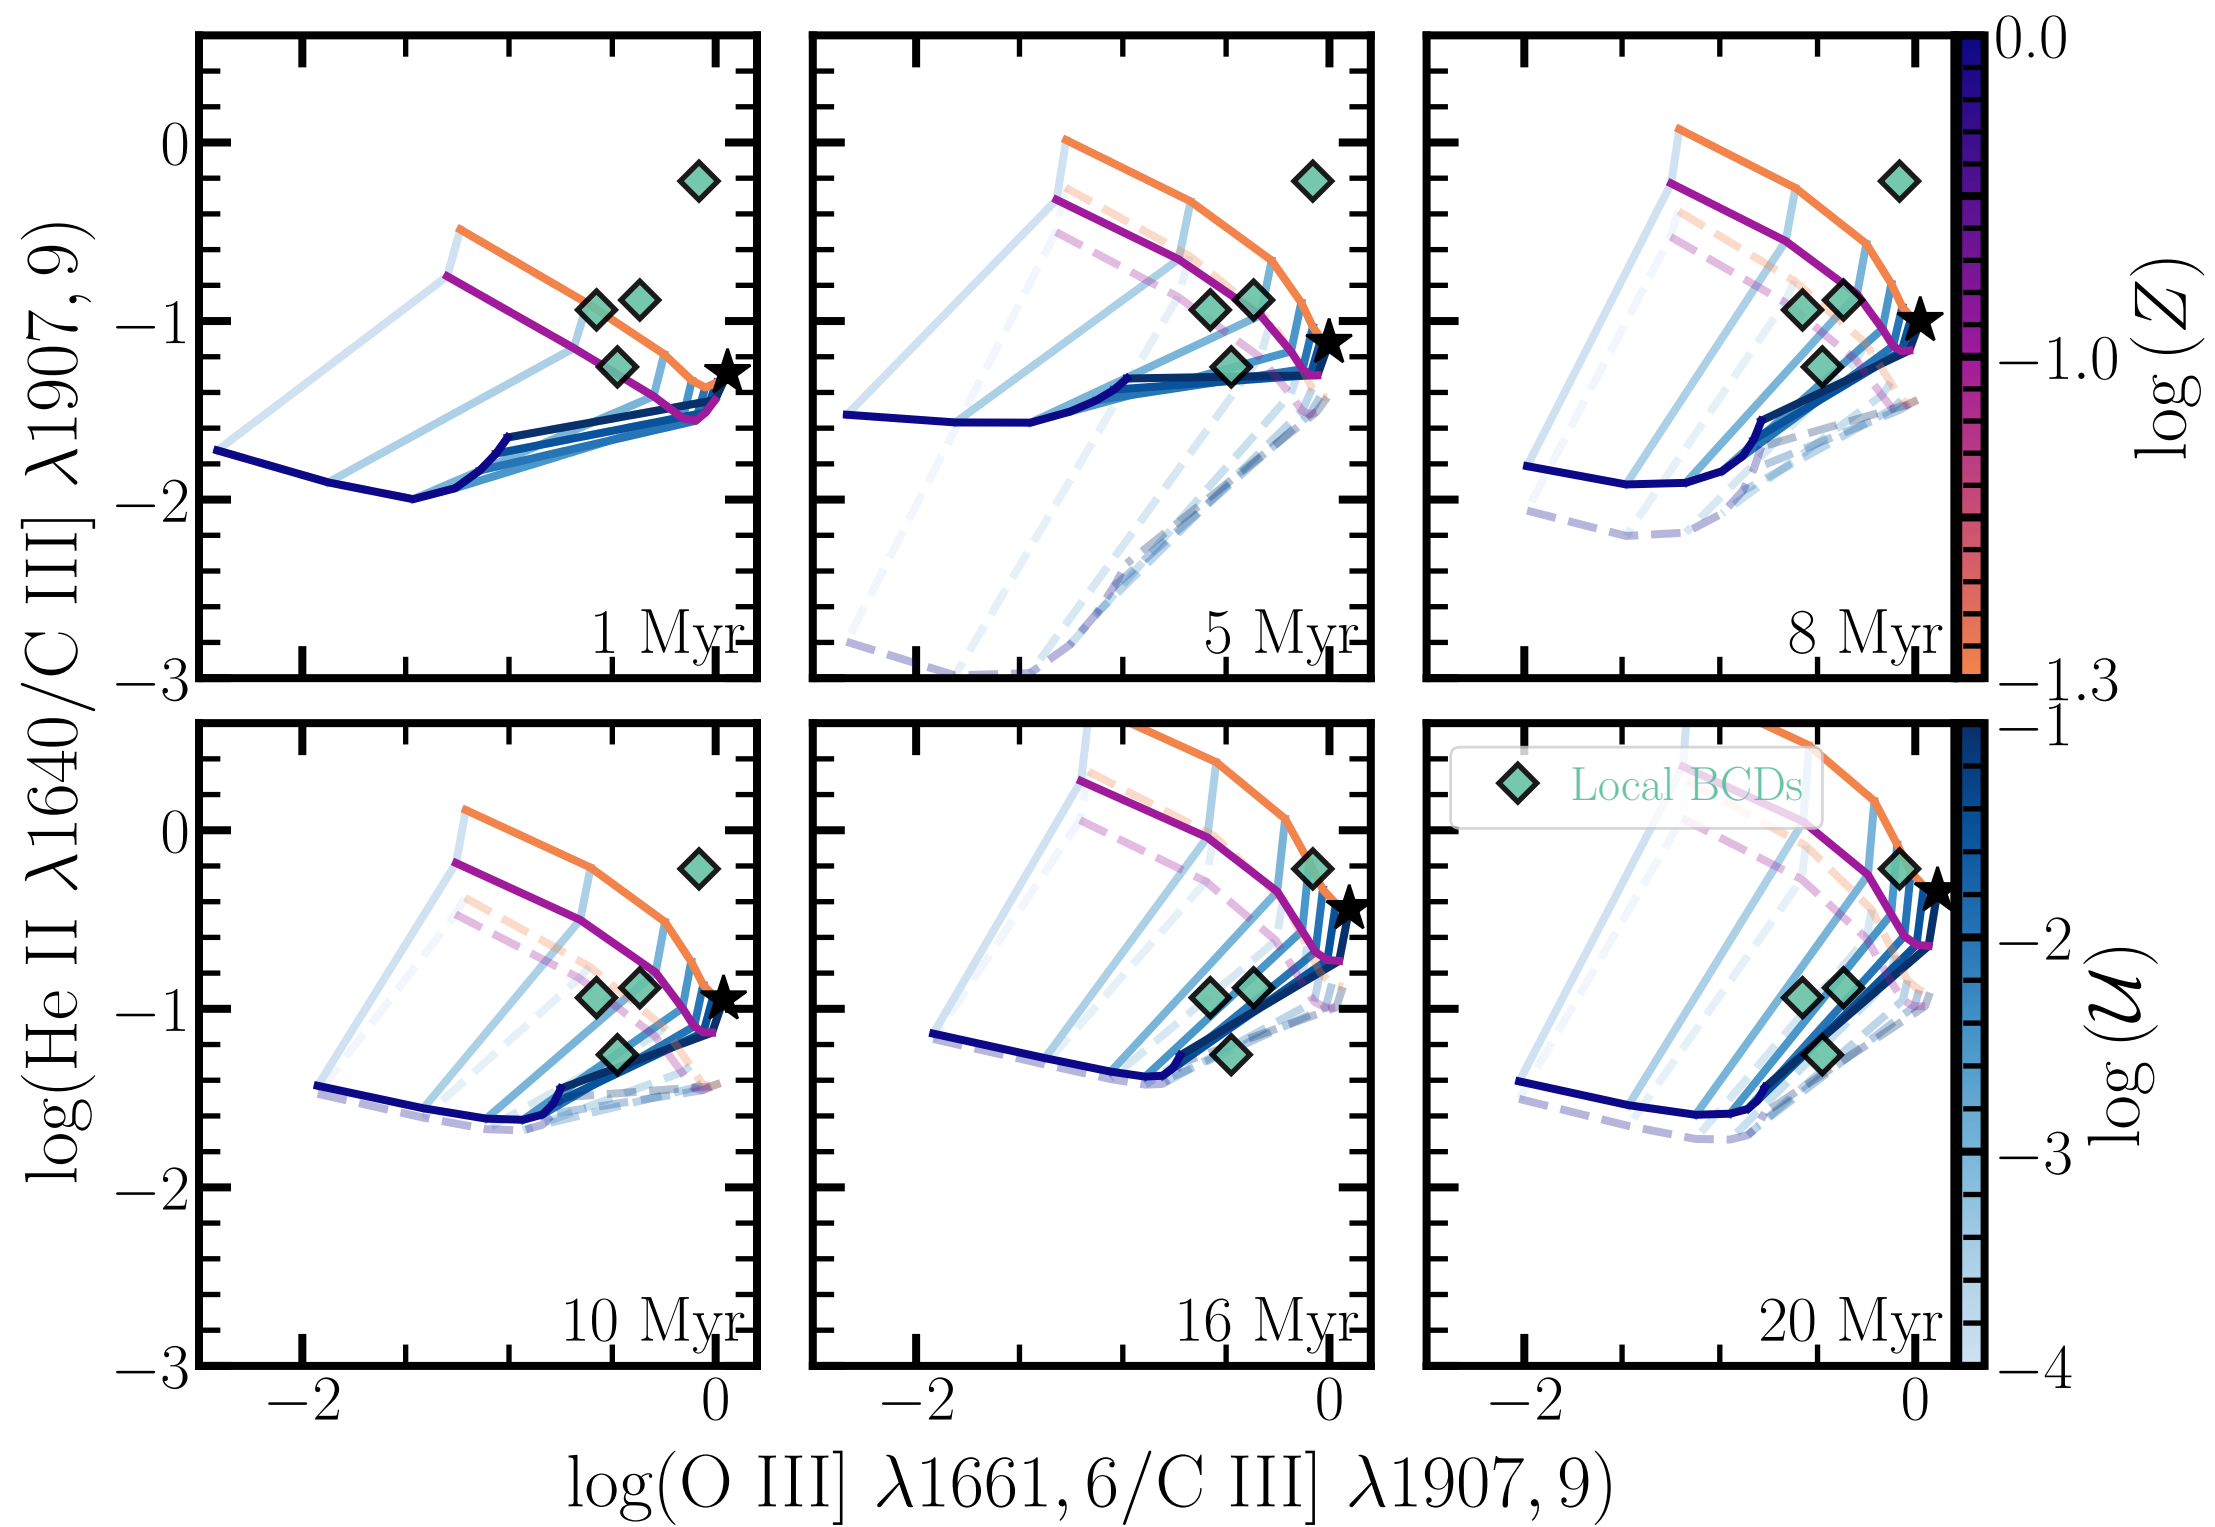 log(He II λ1640/C III] λ1907, 9)
0
−1
−2
−3
1 Myr
5 Myr
8 Myr
0.0
−1.0
−1.3
log (Z)
0
−1
−2
−3
−2
0
10 Myr
−2
0
16 Myr
Local BCDs
−2
0
20 Myr
−1
−2
−3
−4
log (𝒰)
log(O III] λ1661, 6/C III] λ1907, 9)